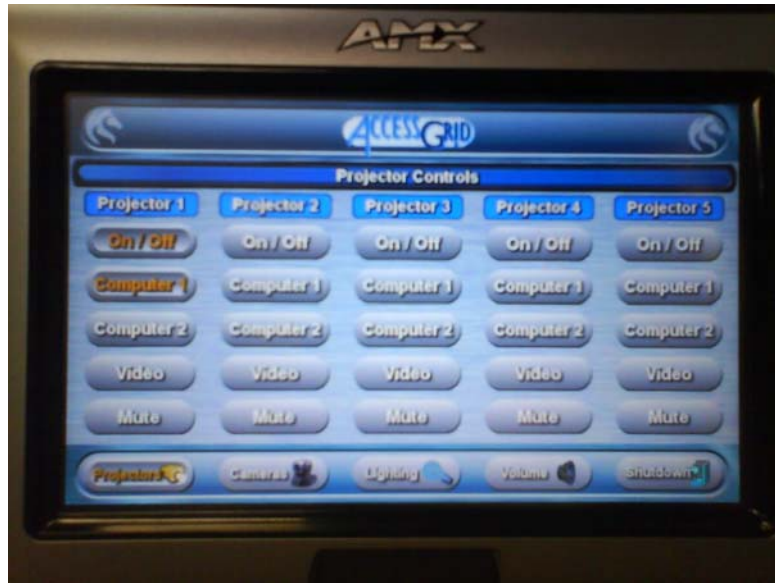 AMX
ACCESS GRID
Projector Controls
Projector 1 Projector 2 Projector 3 Projector 4 Projector 5
On / Off On / Off On / Off On / Off On / Off
Computer 1 Computer 1 Computer 1 Computer 1 Computer 1
Computer 2 Computer 2 Computer 2 Computer 2 Computer 2
Video Video Video Video Video
Mute Mute Mute Mute Mute
Projectors Cameras Lighting Volume Shutdown